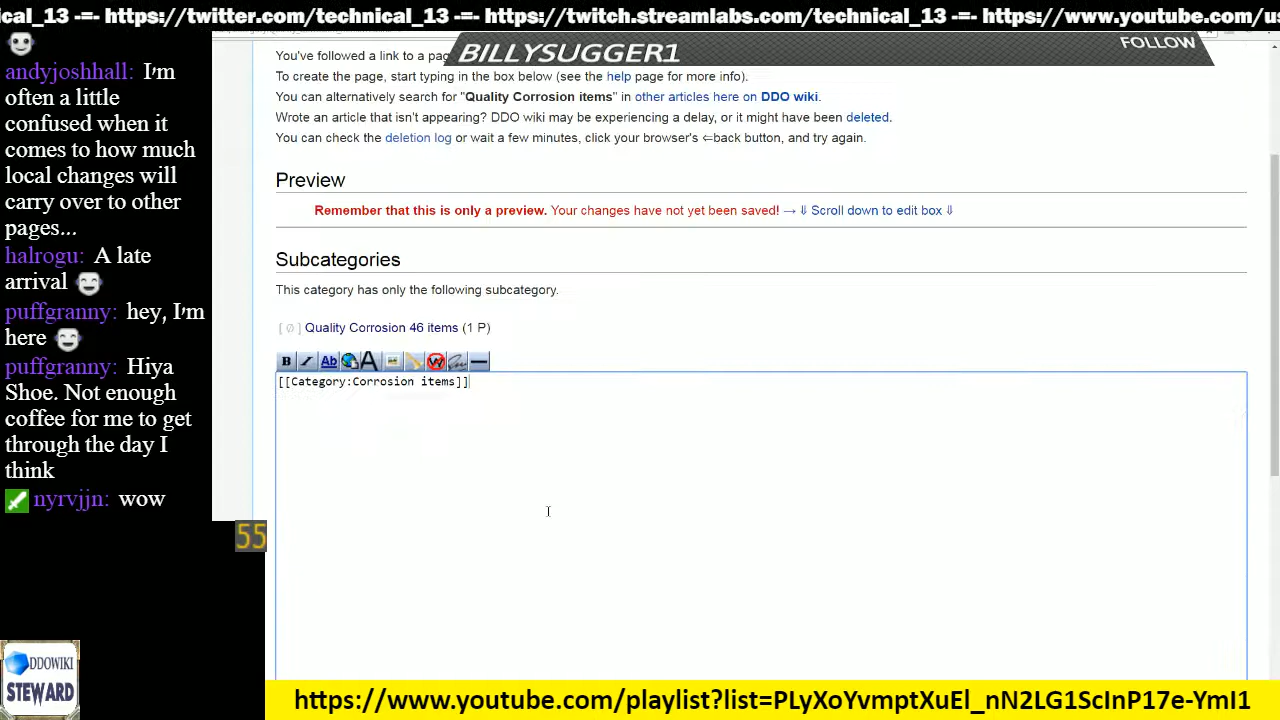 ical_13 -=- https://twitter.com/technical_13 -=- https://twitch.streamlabs.com/technical_13 -=- https://www.youtube.com/us
BILLYSUGGER1
FOLLOW
andyjoshhall: I'm
often a little
confused when it
comes to how much
local changes will
carry over to other
pages...
halrogu: A late
arrival
puffgranny: hey, I'm
here
puffgranny: Hiya
Shoe. Not enough
coffee for me to get
through the day I
think
nyrvjjn: wow
55
DDOWIKI
STEWARD
You've followed a link to a pag
To create the page, start typing in the box below (see the help page for more info).
You can alternatively search for "Quality Corrosion items" in other articles here on DDO wiki.
Wrote an article that isn't appearing? DDO wiki may be experiencing a delay, or it might have been deleted.
You can check the deletion log or wait a few minutes, click your browser's ⇐back button, and try again.
Preview
Remember that this is only a preview. Your changes have not yet been saved! → ⇓ Scroll down to edit box ⇓
Subcategories
This category has only the following subcategory.
[ ∅ ] Quality Corrosion 46 items (1 P)
B I Ab A W
[[Category:Corrosion items]]
https://www.youtube.com/playlist?list=PLyXoYvmptXuEl_nN2LG1ScInP17e-YmI1